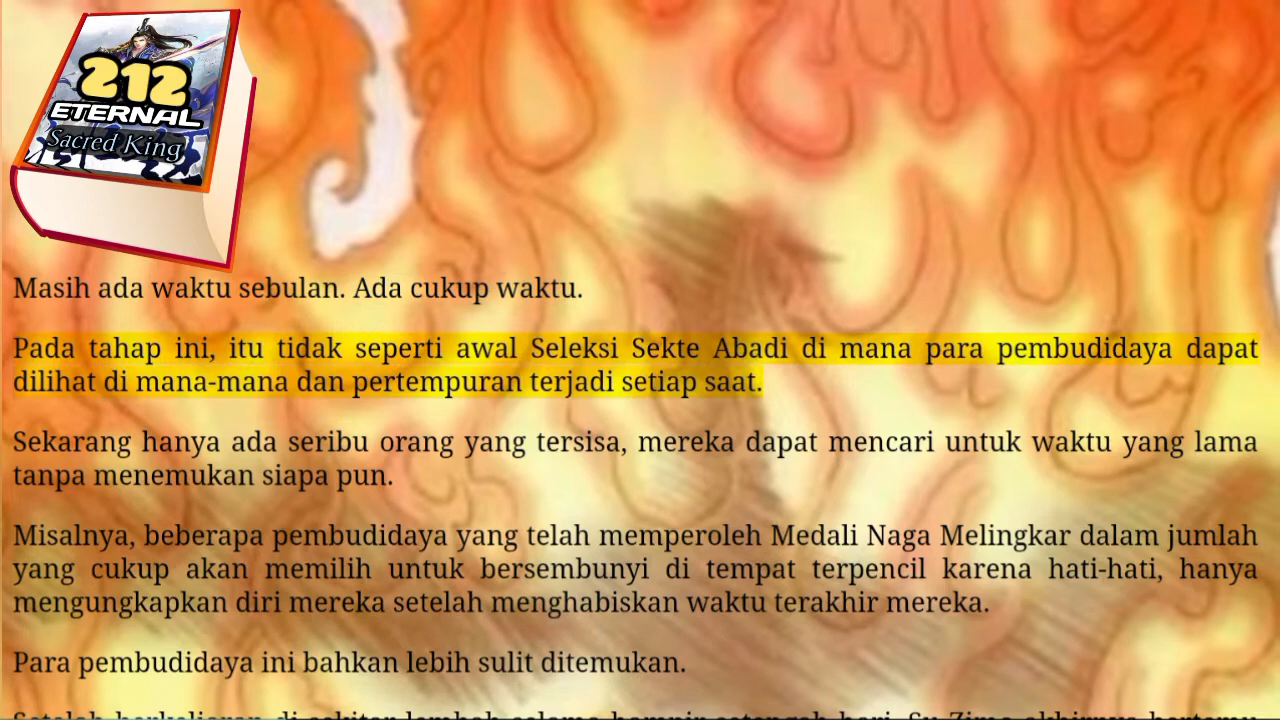 212
ETERNAL
Sacred King
Masih ada waktu sebulan. Ada cukup waktu.
Pada tahap ini, itu tidak seperti awal Seleksi Sekte Abadi di mana para pembudidaya dapat
dilihat di mana-mana dan pertempuran terjadi setiap saat.
Sekarang hanya ada seribu orang yang tersisa, mereka dapat mencari untuk waktu yang lama
tanpa menemukan siapa pun.
Misalnya, beberapa pembudidaya yang telah memperoleh Medali Naga Melingkar dalam jumlah
yang cukup akan memilih untuk bersembunyi di tempat terpencil karena hati-hati, hanya
mengungkapkan diri mereka setelah menghabiskan waktu terakhir mereka.
Para pembudidaya ini bahkan lebih sulit ditemukan.